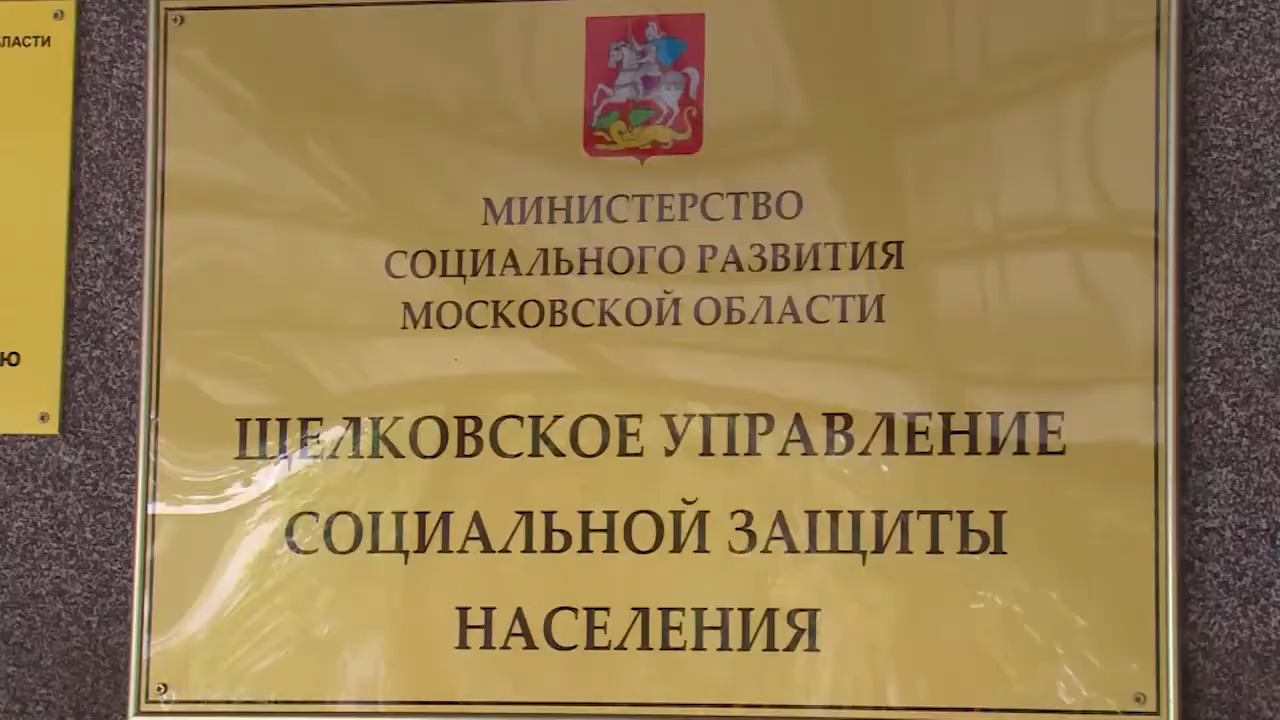 МИНИСТЕРСТВО
СОЦИАЛЬНОГО РАЗВИТИЯ
МОСКОВСКОЙ ОБЛАСТИ
ЩЕЛКОВСКОЕ УПРАВЛЕНИЕ
СОЦИАЛЬНОЙ ЗАЩИТЫ
НАСЕЛЕНИЯ